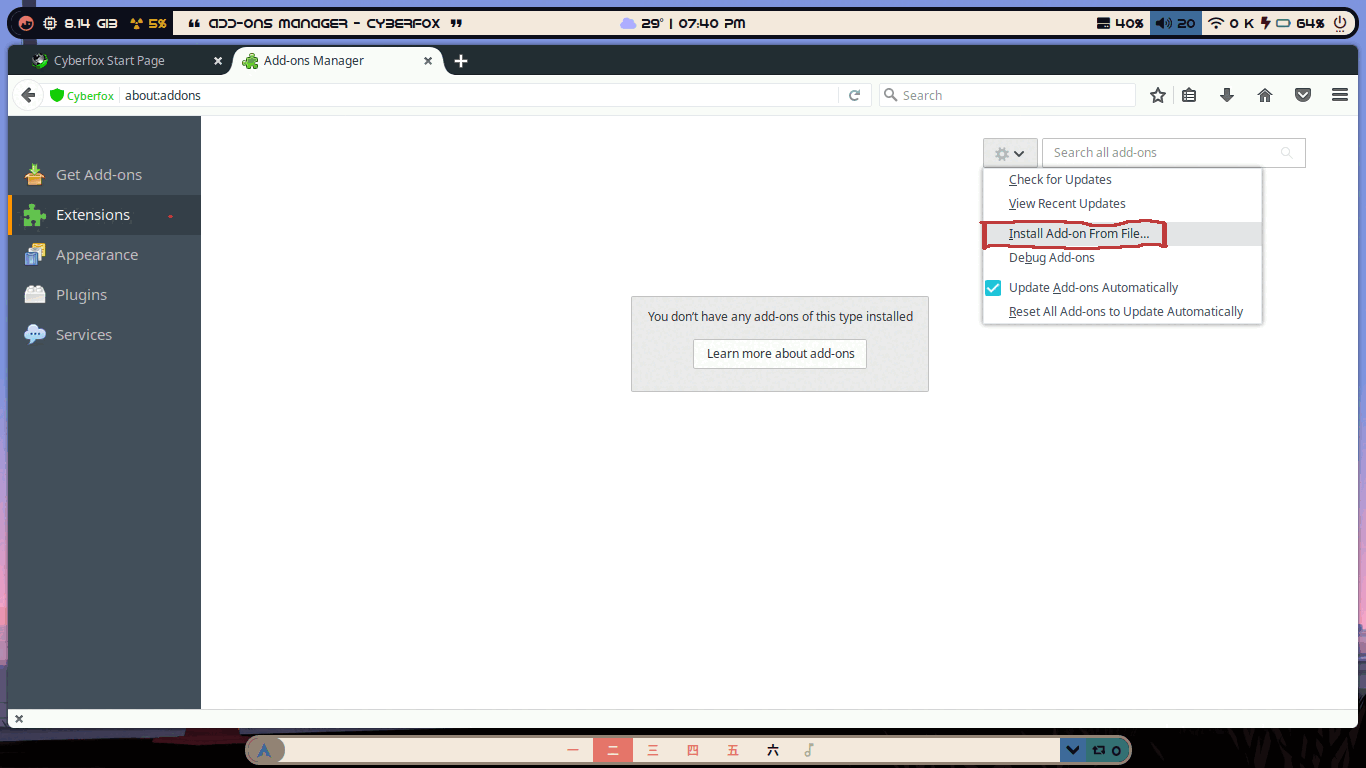 8.14 GiB 5% ❝ Add-ons Manager - Cyberfox ❞ 29° | 07:40 PM 40% 20 0 K 64%
Cyberfox Start Page Add-ons Manager
Cyberfox about:addons Search
Search all add-ons
Get Add-ons
Extensions
Appearance
Plugins
Services
Check for Updates
View Recent Updates
Install Add-on From File...
Debug Add-ons
Update Add-ons Automatically
Reset All Add-ons to Update Automatically
You don't have any add-ons of this type installed
Learn more about add-ons
一 二 三 四 五 六 0